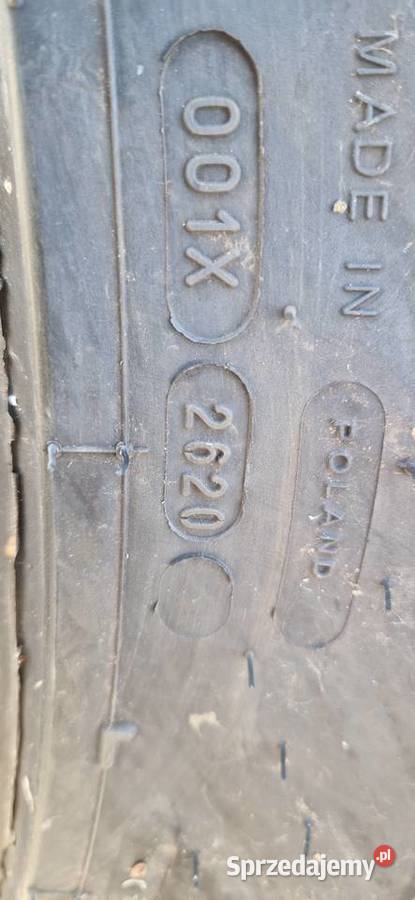 MADE IN
POLAND
001X
2620
Sprzedajemy.pl